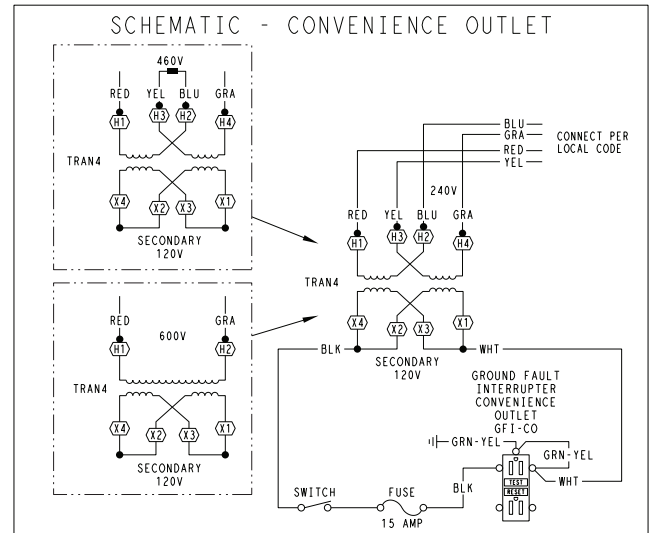 SCHEMATIC - CONVENIENCE OUTLET
460V
RED YEL BLU GRA
H1 H3 H2 H4
TRAN4
X4 X2 X3 X1
SECONDARY
120V
RED GRA
600V
H1 H2
TRAN4
X4 X2 X3 X1
SECONDARY
120V
BLU
GRA
RED
YEL
CONNECT PER
LOCAL CODE
240V
RED YEL BLU GRA
H1 H3 H2 H4
TRAN4
X4 X2 X3 X1
BLK
WHT
SECONDARY
120V
GROUND FAULT
INTERRUPTER
CONVENIENCE
OUTLET
GFI-CO
GRN-YEL
GRN-YEL
WHT
BLK
TEST
RESET
SWITCH
FUSE
15 AMP